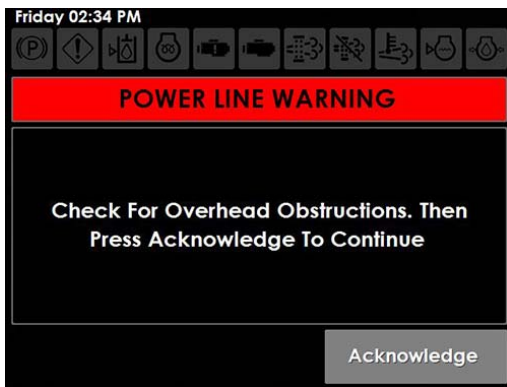 Friday 02:34 PM
POWER LINE WARNING
Check For Overhead Obstructions. Then
Press Acknowledge To Continue
Acknowledge